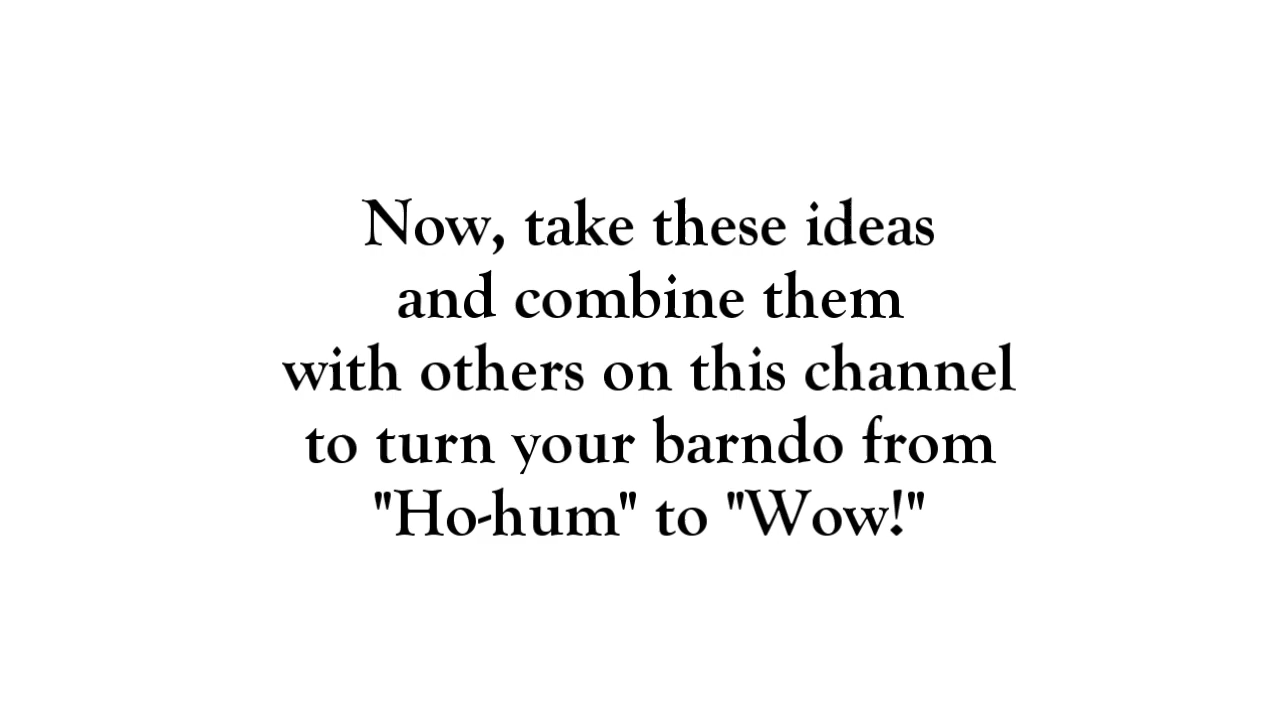 Now, take these ideas
and combine them
with others on this channel
to turn your barndo from
"Ho-hum" to "Wow!"